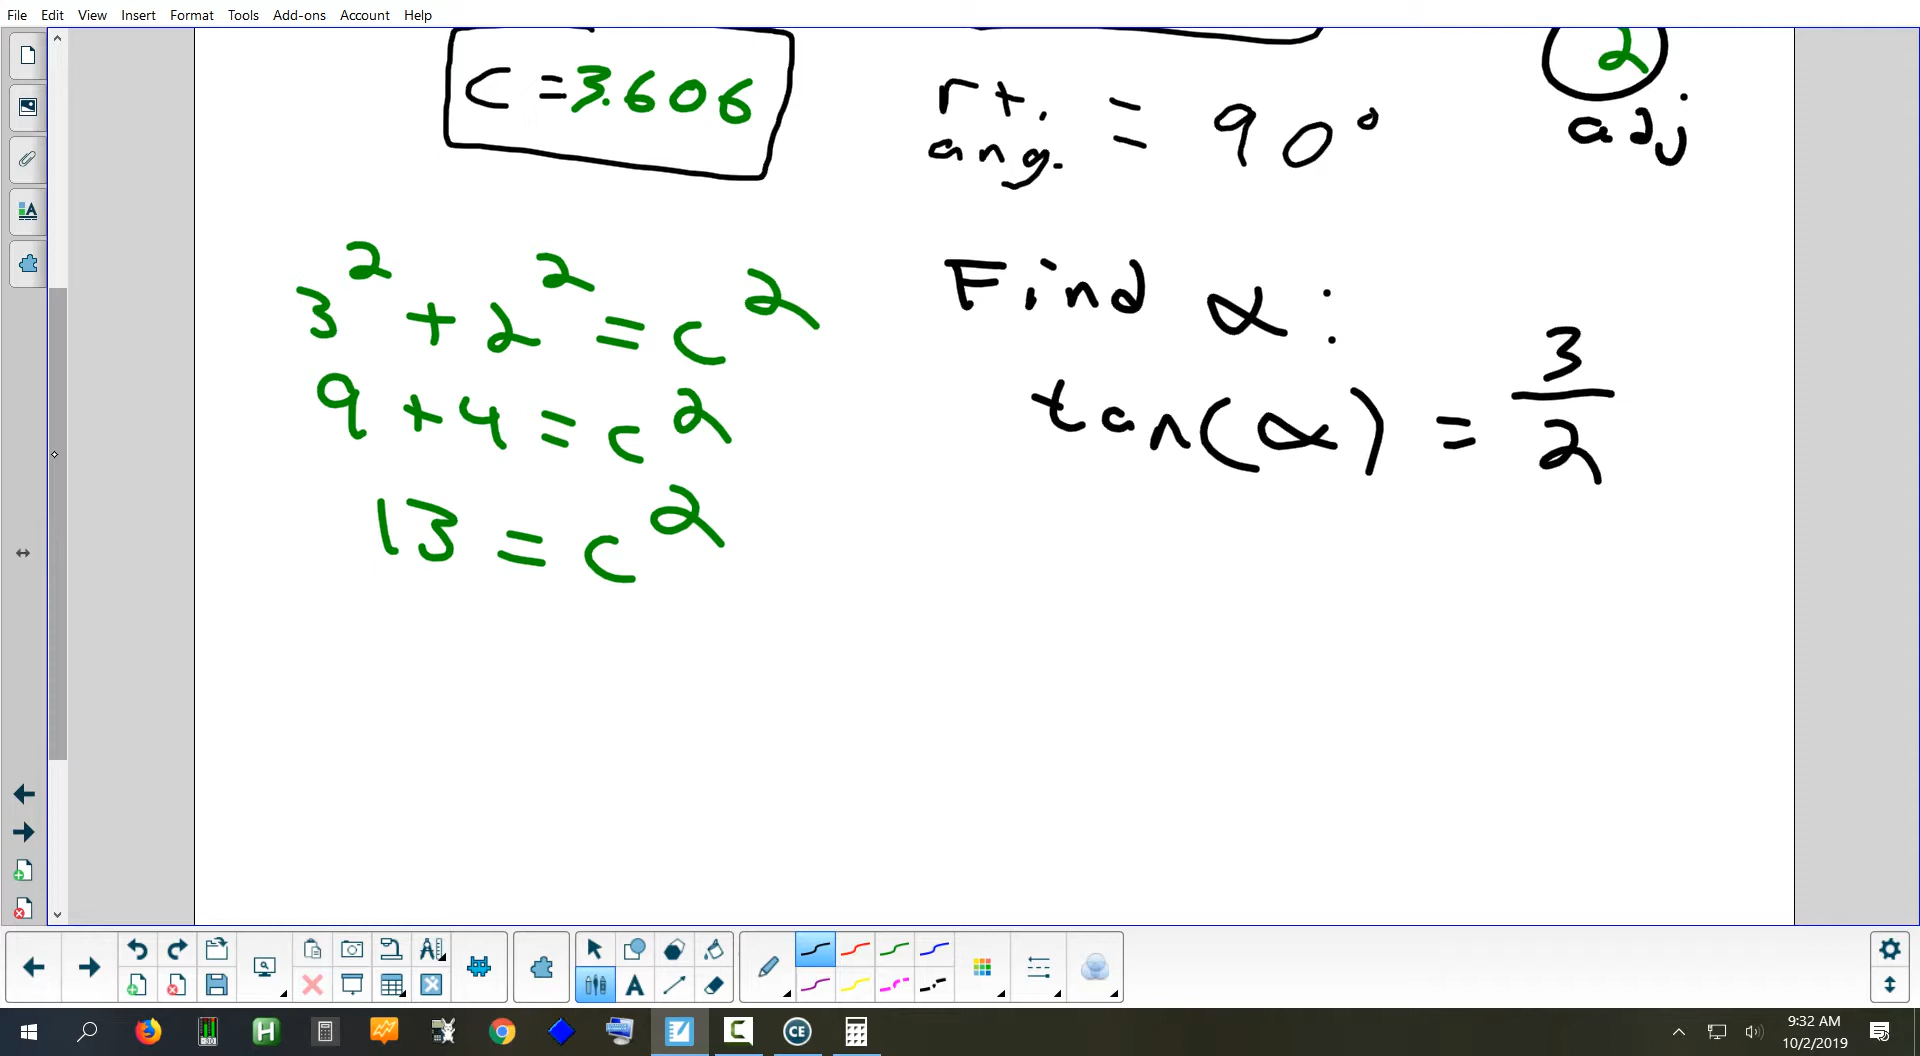 File Edit View Insert Format Tools Add-ons Account Help
c = 3.606
rt. ang. = 90°
2
adj
3² + 2² = c²
9 + 4 = c²
13 = c²
Find α :
tan(α) = 3/2
9:32 AM
10/2/2019